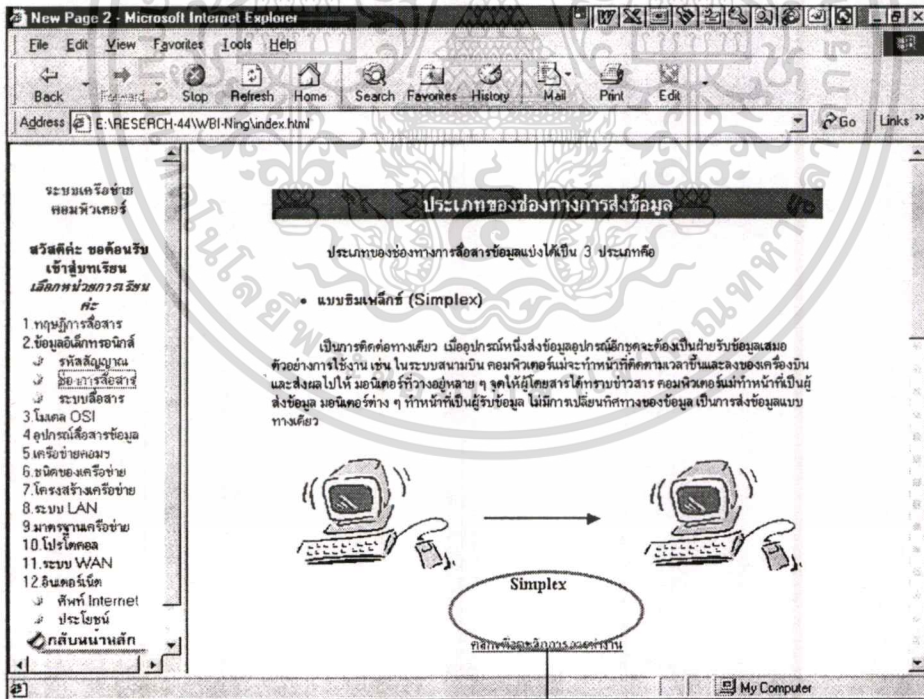 New Page 2 - Microsoft Internet Explorer
File Edit View Favorites Tools Help
Back Forward Stop Refresh Home Search Favorites History Mail Print Edit
Address E:\RESERCH-44\WBI-Ning\index.html Go Links »
ระบบเครือข่าย
คอมพิวเตอร์
สวัสดีค่ะ ขอต้อนรับ
เข้าสู่บทเรียน
เลือกหน่วยการเรียน
ค่ะ
1 ทฤษฎีการสื่อสาร
2.ข้อมูลอิเล็กทรอนิกส์
รหัสสัญญาณ
ช่องการสื่อสาร
ระบบสื่อสาร
3.โมเดล OSI
4 อุปกรณ์สื่อสารข้อมูล
5 เครือข่ายคอมฯ
6.ชนิดของเครือข่าย
7.โครงสร้างเครือข่าย
8.ระบบ LAN
9.มาตรฐานเครือข่าย
10.โปรโตคอล
11.ระบบ WAN
12.อินเตอร์เน็ต
ศัพท์ Internet
ประโยชน์
กลับหน้าหลัก
ประเภทของช่องทางการส่งข้อมูล
ประเภทของช่องทางการสื่อสารข้อมูลแบ่งได้เป็น 3 ประเภทคือ
• แบบซิมเพล็กซ์ (Simplex)
เป็นการติดต่อทางเดียว เมื่ออุปกรณ์หนึ่งส่งข้อมูลอุปกรณ์อีกชุดจะต้องเป็นฝ่ายรับข้อมูลเสมอ
ตัวอย่างการใช้งาน เช่น ในระบบสนามบิน คอมพิวเตอร์แม่จะทำหน้าที่ติดตามเวลาขึ้นและลงของเครื่องบิน
และส่งผลไปให้ มอนิเตอร์ที่วางอยู่หลาย ๆ จุดให้ผู้โดยสารได้ทราบข่าวสาร คอมพิวเตอร์แม่ทำหน้าที่เป็นผู้
ส่งข้อมูล มอนิเตอร์ต่าง ๆ ทำหน้าที่เป็นผู้รับข้อมูล ไม่มีการเปลี่ยนทิศทางของข้อมูล เป็นการส่งข้อมูลแบบ
ทางเดียว
Simplex
คลิกเพื่อดูหลักการการทำงาน
My Computer